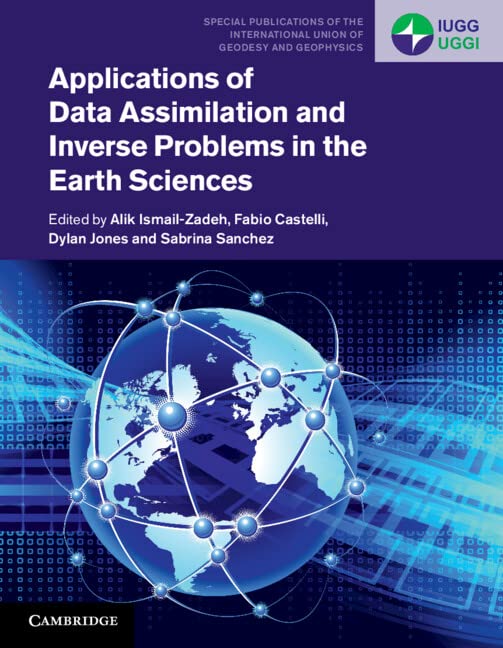 SPECIAL PUBLICATIONS OF THE
INTERNATIONAL UNION OF
GEODESY AND GEOPHYSICS
IUGG
UGGI
Applications of
Data Assimilation and
Inverse Problems in the
Earth Sciences
Edited by Alik Ismail-Zadeh, Fabio Castelli,
Dylan Jones and Sabrina Sanchez
CAMBRIDGE